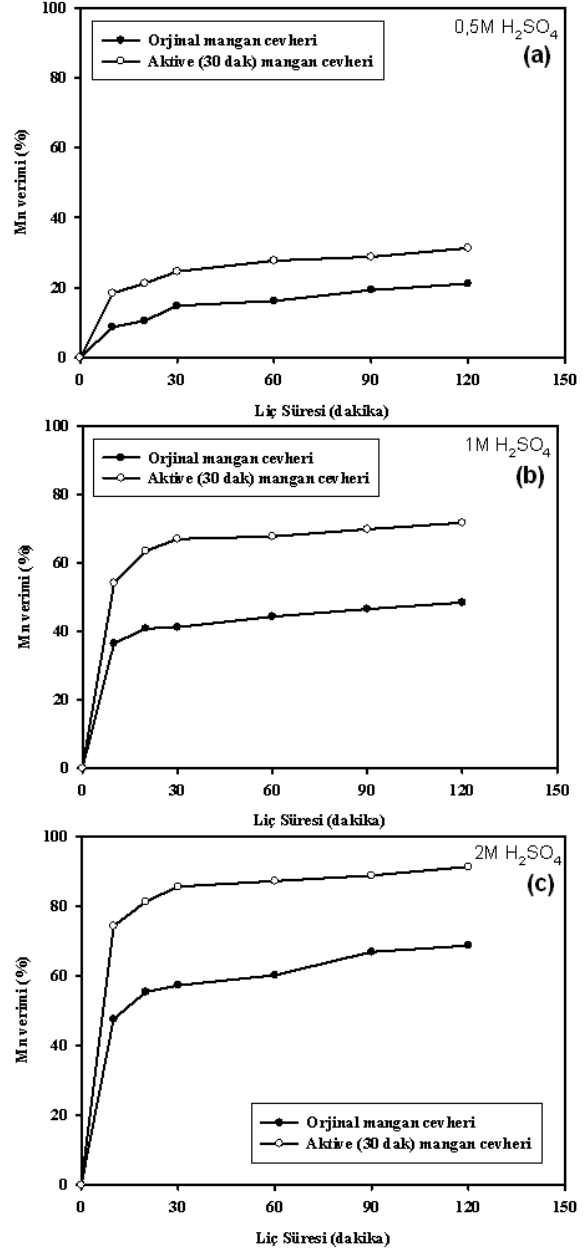 100
0,5M H2SO4
Orjinal mangan cevheri
(a)
Aktive (30 dak) mangan cevheri
80
60
Mn verimi (%)
40
20
0
0 30 60 90 120 150
Liç Süresi (dakika)
100
1M H2SO4
Orjinal mangan cevheri
(b)
Aktive (30 dak) mangan cevheri
80
60
Mn verimi (%)
40
20
0
0 30 60 90 120 150
Liç Süresi (dakika)
100
2M H2SO4
(c)
80
60
Mn verimi (%)
40
20
Orjinal mangan cevheri
Aktive (30 dak) mangan cevheri
0
0 30 60 90 120 150
Liç Süresi (dakika)